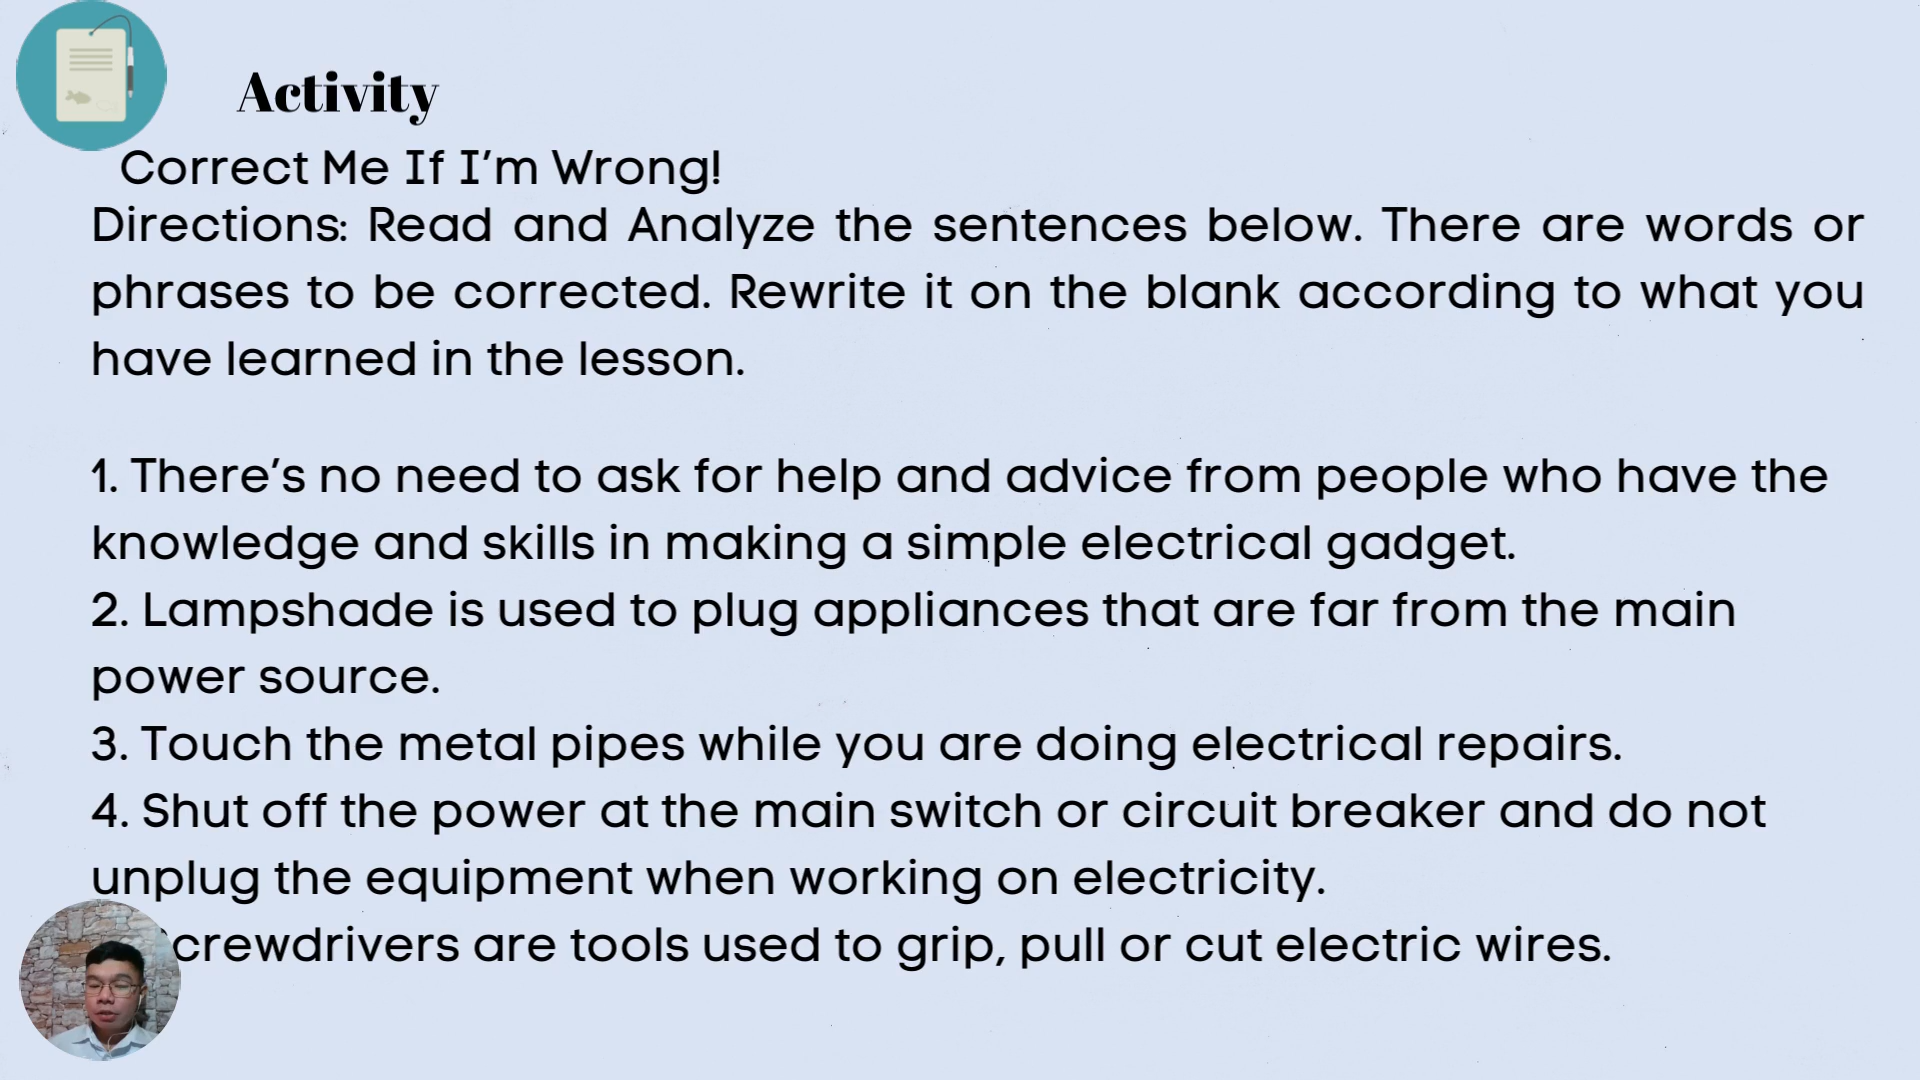 Activity
Correct Me If I’m Wrong!
Directions: Read and Analyze the sentences below. There are words or
phrases to be corrected. Rewrite it on the blank according to what you
have learned in the lesson.
1. There’s no need to ask for help and advice from people who have the
knowledge and skills in making a simple electrical gadget.
2. Lampshade is used to plug appliances that are far from the main
power source.
3. Touch the metal pipes while you are doing electrical repairs.
4. Shut off the power at the main switch or circuit breaker and do not
unplug the equipment when working on electricity.
crewdrivers are tools used to grip, pull or cut electric wires.